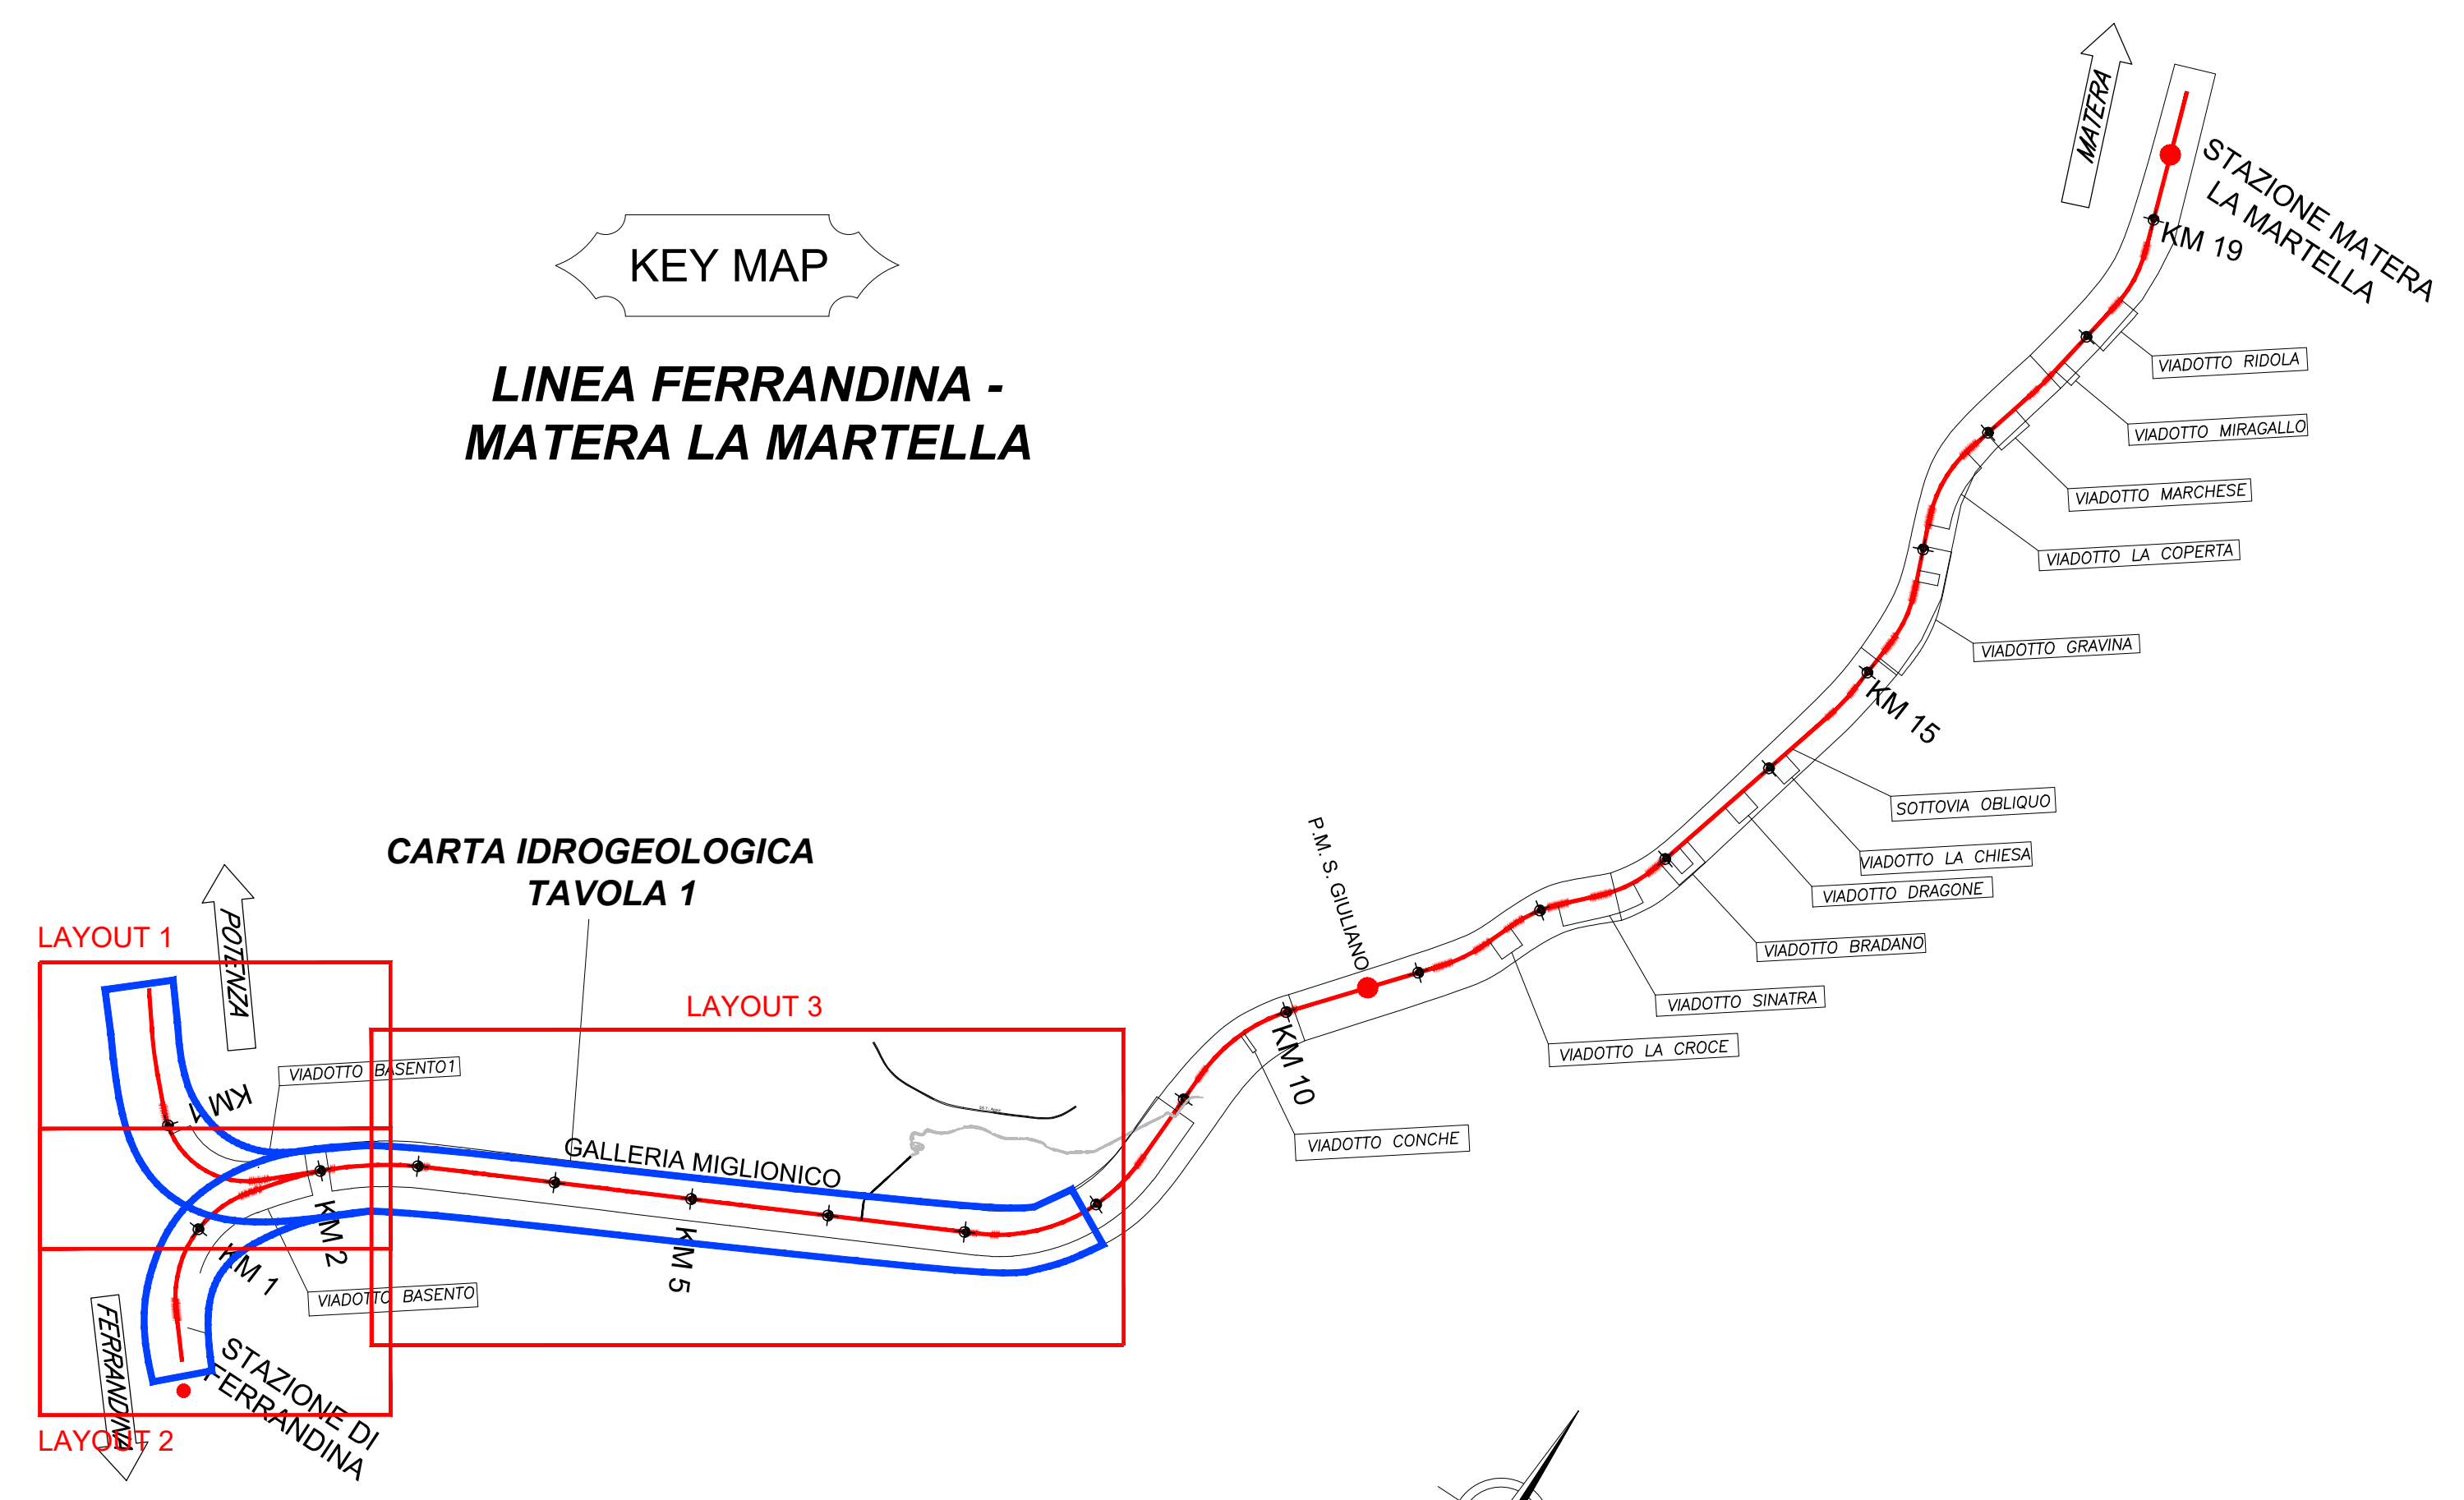 MATERA
STAZIONE MATERA
LA MARTELLA
KM 19
KEY MAP
LINEA FERRANDINA -
MATERA LA MARTELLA
VIADOTTO RIDOLA
VIADOTTO MIRAGALLO
VIADOTTO MARCHESE
VIADOTTO LA COPERTA
VIADOTTO GRAVINA
KM 15
SOTTOVIA OBLIQUO
VIADOTTO LA CHIESA
VIADOTTO DRAGONE
VIADOTTO BRADANO
VIADOTTO SINATRA
VIADOTTO LA CROCE
P.M. S. GIULIANO
KM 10
VIADOTTO CONCHE
CARTA IDROGEOLOGICA
TAVOLA 1
LAYOUT 1
POTENZA
LAYOUT 3
VIADOTTO BASENTO1
KM 1
GALLERIA MIGLIONICO
KM 2
KM 5
KM 1
VIADOTTO BASENTO
FERRANDINA
STAZIONE DI
FERRANDINA
LAYOUT 2